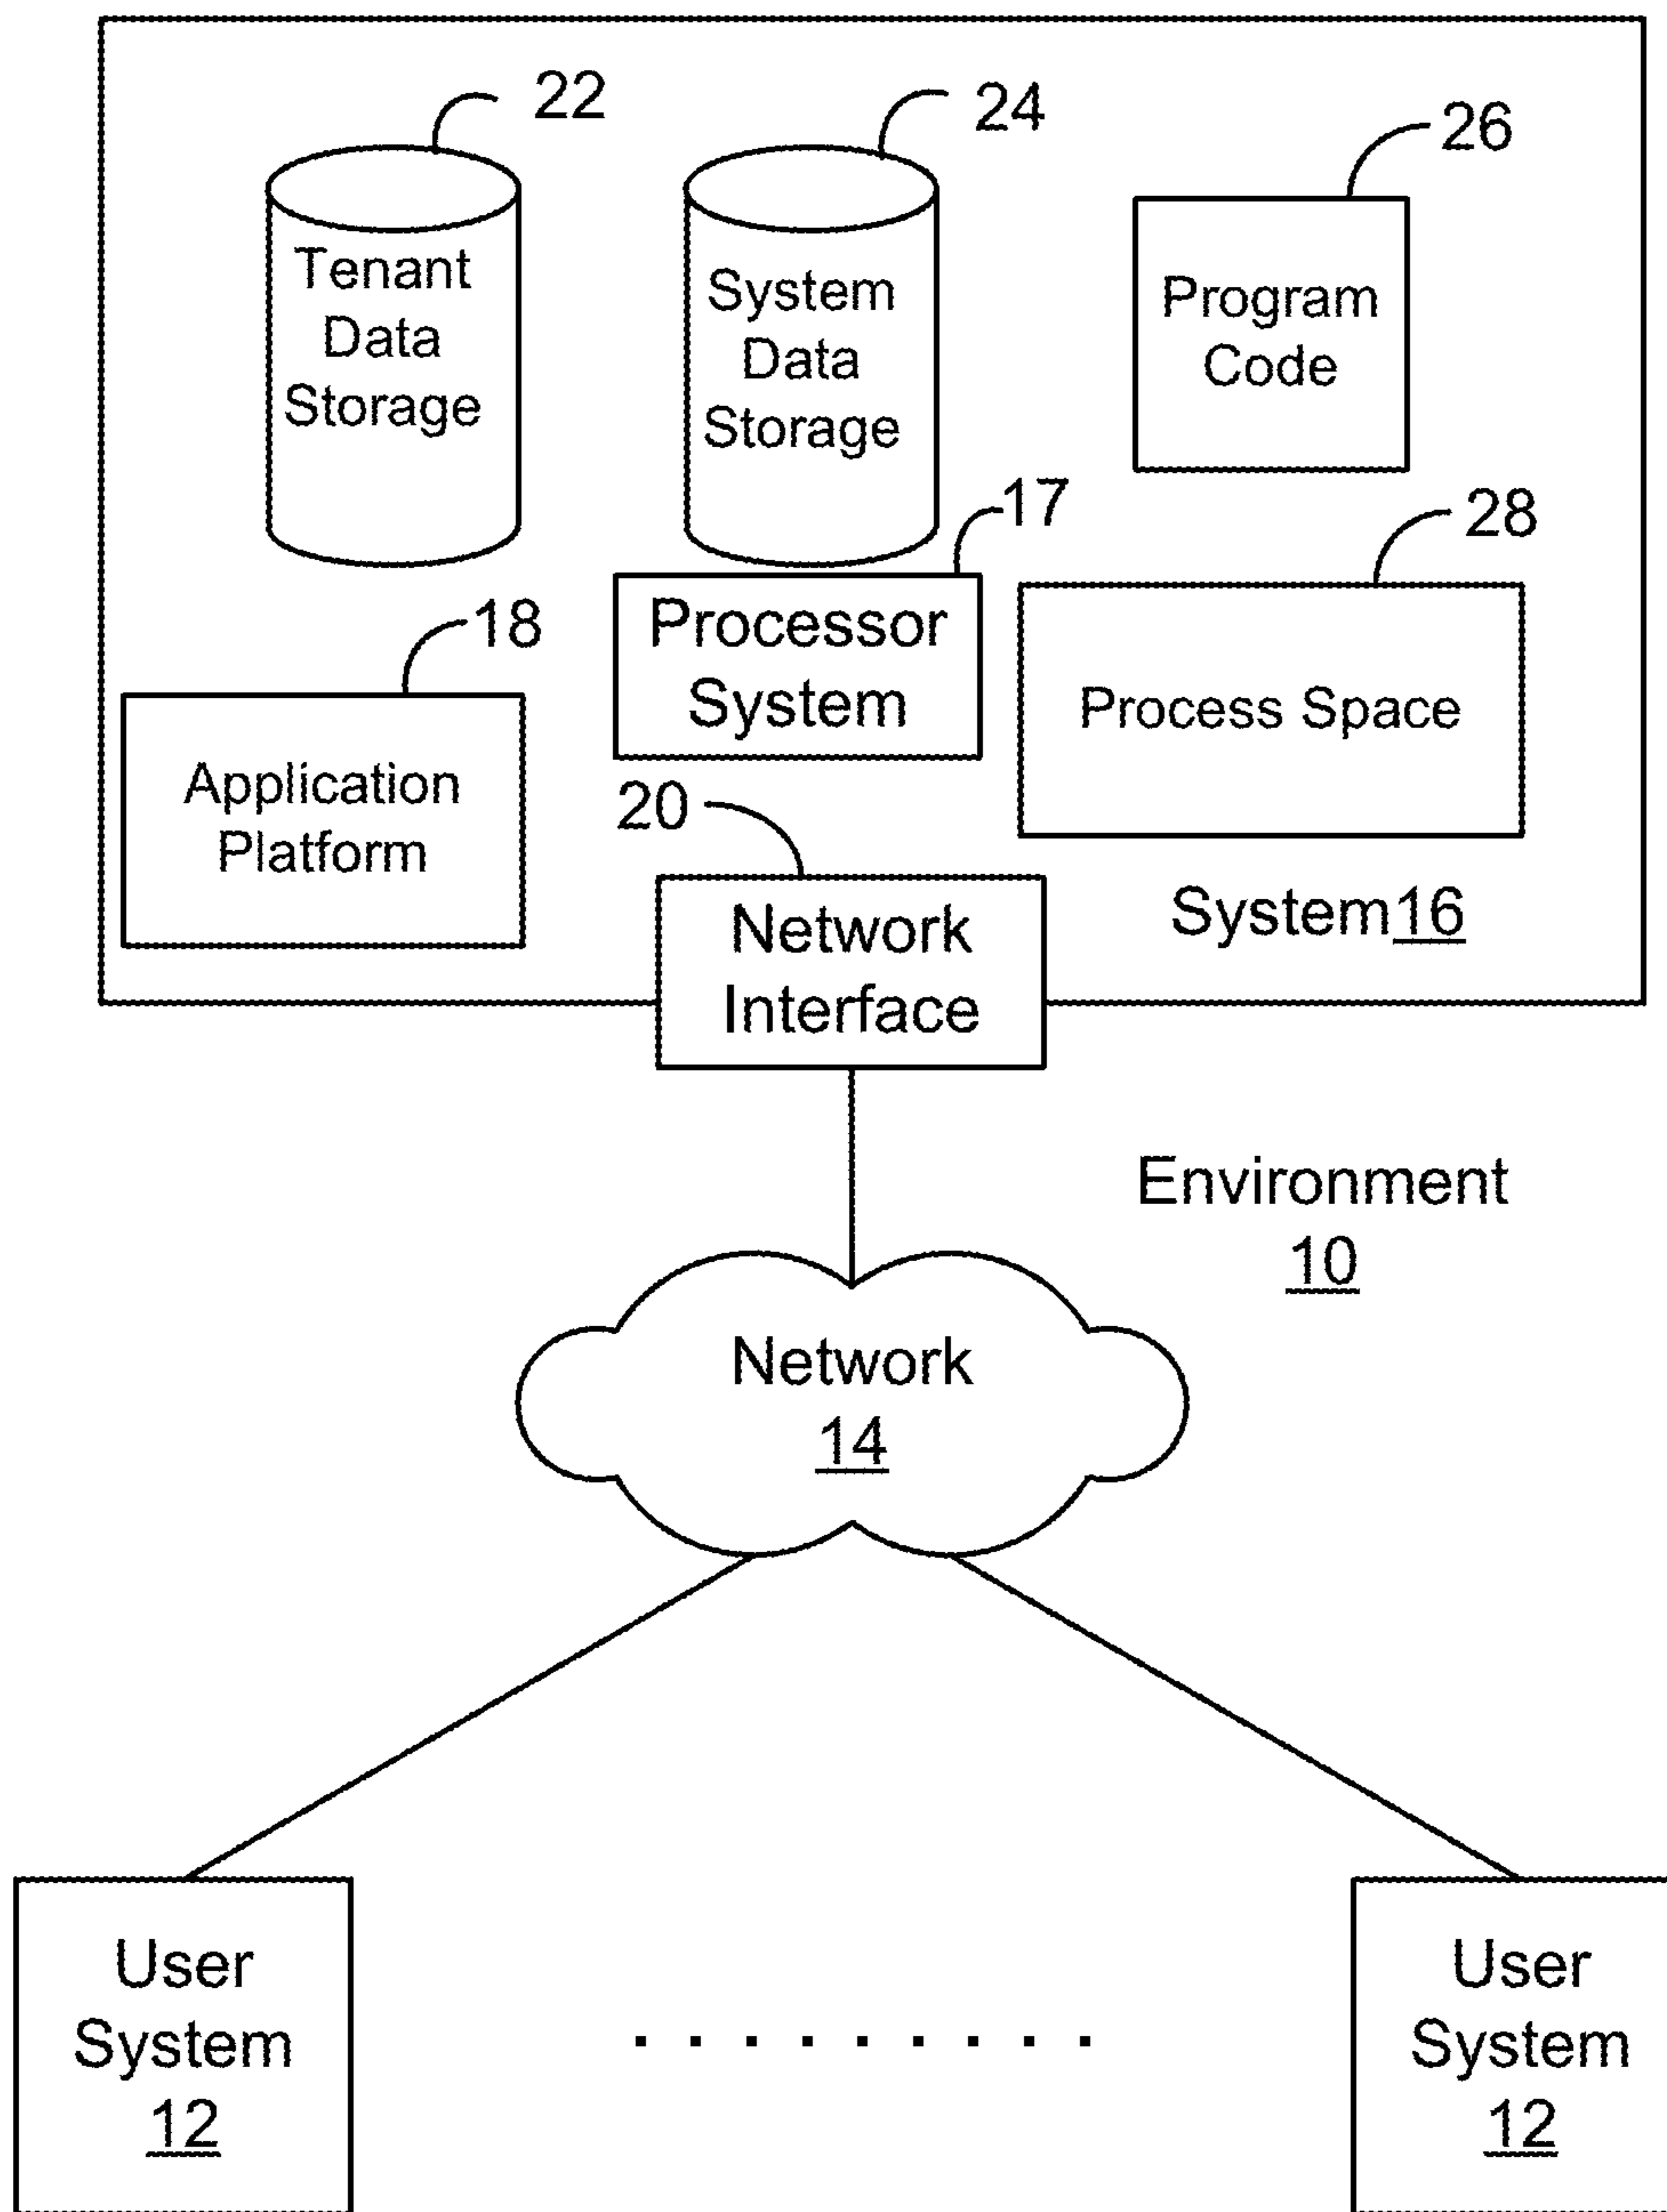 22
24
26
Tenant
Data
Storage
System
Data
Storage
Program
Code
17
28
18
Processor
System
Process Space
Application
Platform
20
Network
Interface
System16
Environment
10
Network
14
User
System
12
. . . . . . . . .
User
System
12